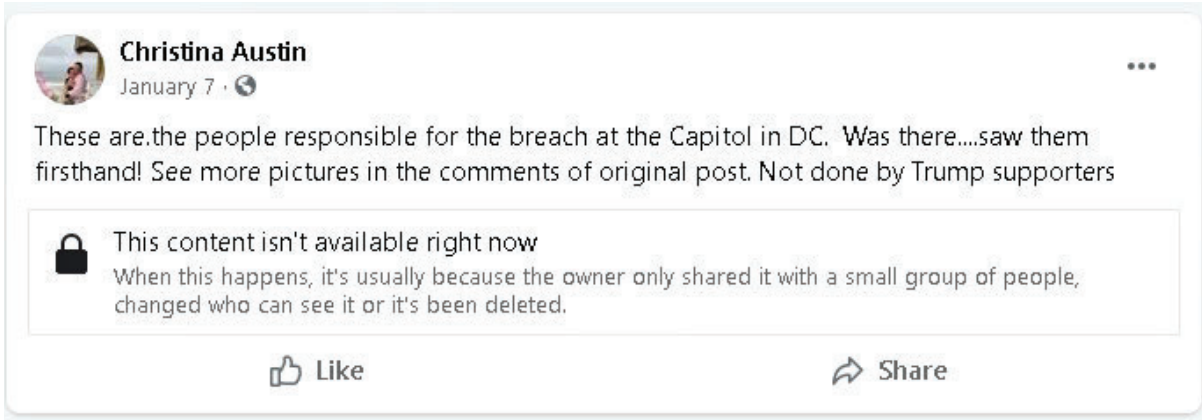 Christina Austin
January 7 ·
These are.the people responsible for the breach at the Capitol in DC. Was there....saw them
firsthand! See more pictures in the comments of original post. Not done by Trump supporters
This content isn't available right now
When this happens, it's usually because the owner only shared it with a small group of people,
changed who can see it or it's been deleted.
Like
Share